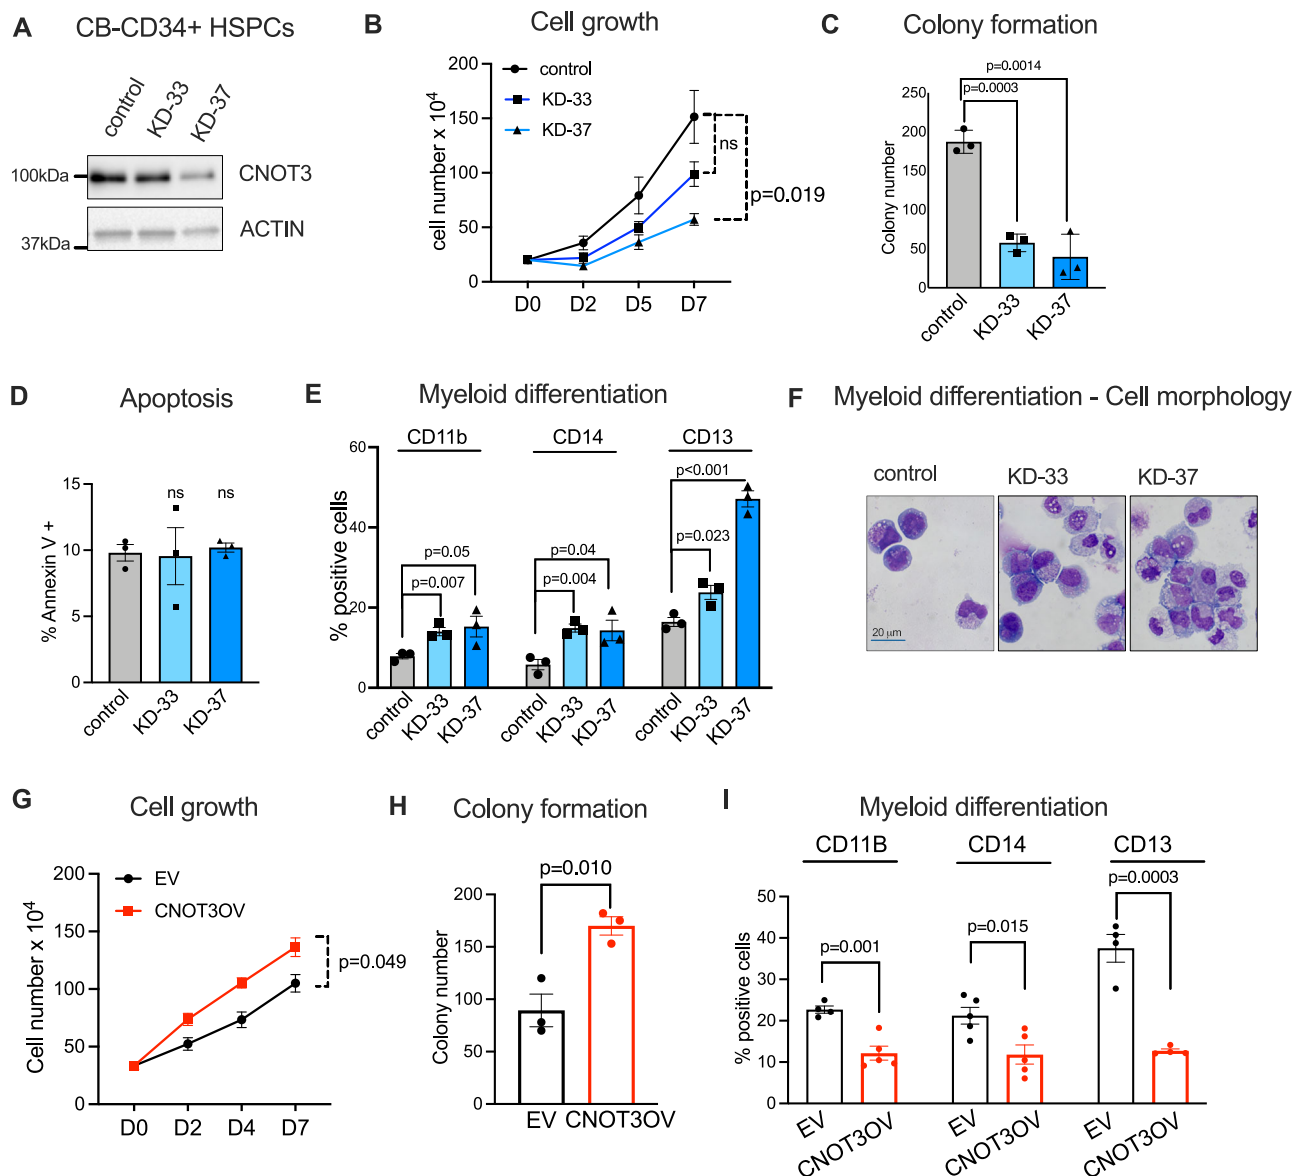 A CB-CD34+ HSPCs
control KD-33 KD-37
100kDa CNOT3
37kDa ACTIN
B Cell growth
200
150
100
50
0
cell number x 10⁴
control
KD-33
KD-37
ns
p=0.019
D0 D2 D5 D7
C Colony formation
p=0.0014
p=0.0003
250
200
150
100
50
0
Colony number
control KD-33 KD-37
D Apoptosis
15
10
5
0
% Annexin V +
ns ns
control KD-33 KD-37
E Myeloid differentiation
60
40
20
0
% positive cells
CD11b CD14 CD13
p=0.05
p=0.007
p=0.04
p=0.004
p<0.001
p=0.023
control KD-33 KD-37 control KD-33 KD-37 control KD-33 KD-37
F Myeloid differentiation - Cell morphology
control KD-33 KD-37
20 µm
G Cell growth
200
150
100
50
0
Cell number x 10⁴
EV
CNOT3OV
p=0.049
D0 D2 D4 D7
H Colony formation
p=0.010
200
150
100
50
0
Colony number
EV CNOT3OV
I Myeloid differentiation
CD11B CD14 CD13
50
40
30
20
10
0
% positive cells
p=0.001
p=0.015
p=0.0003
EV CNOT3OV EV CNOT3OV EV CNOT3OV